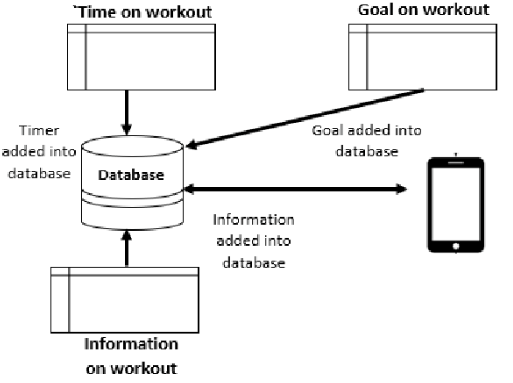 `Time on workout
Goal on workout
Timer
added into
database
Goal added into
database
Database
Information
added into
database
Information
on workout